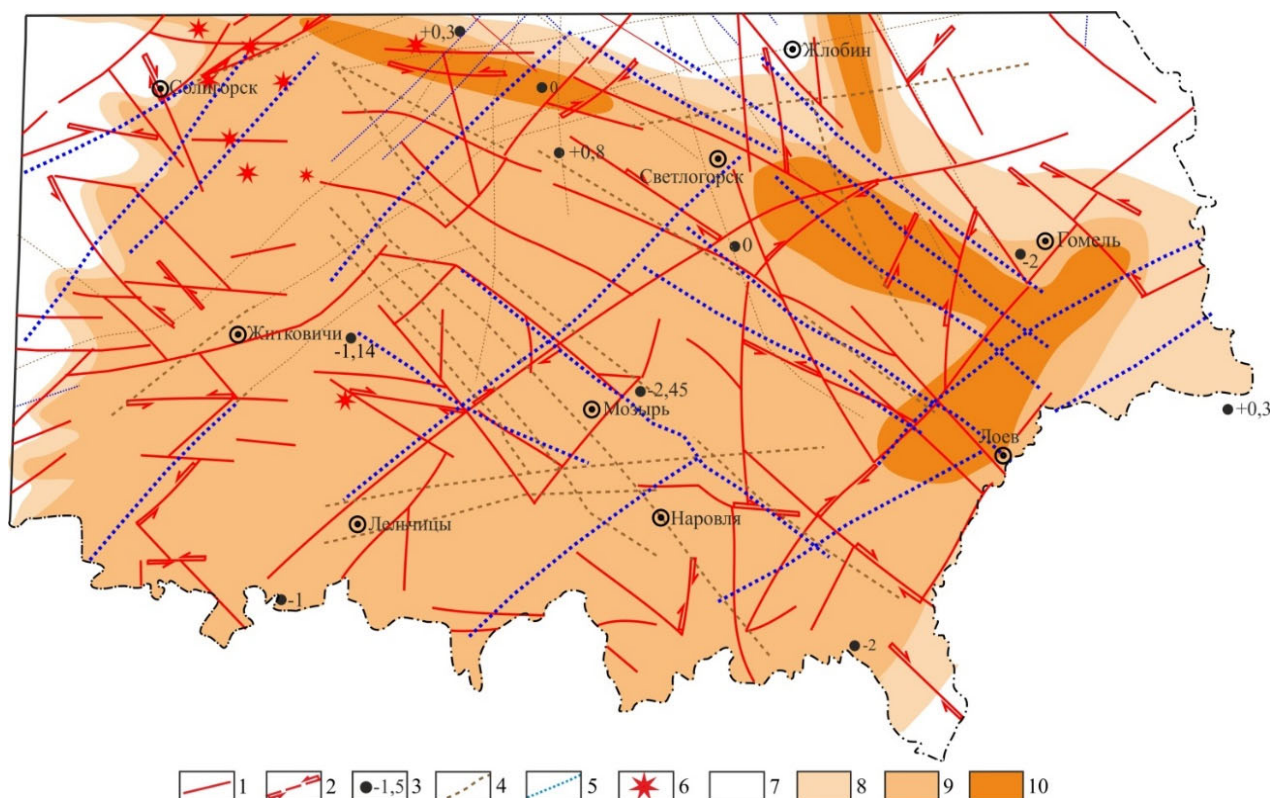 +0,3
Жлобин
Солигорск
0
+0,8
Светлогорск
0
Гомель
-2
Житковичи
-1,14
-2,45
Мозырь
+0,3
Лоев
Лельчицы
Наровля
-1
-2
1 2 -1,5 3 4 5 6 7 8 9 10